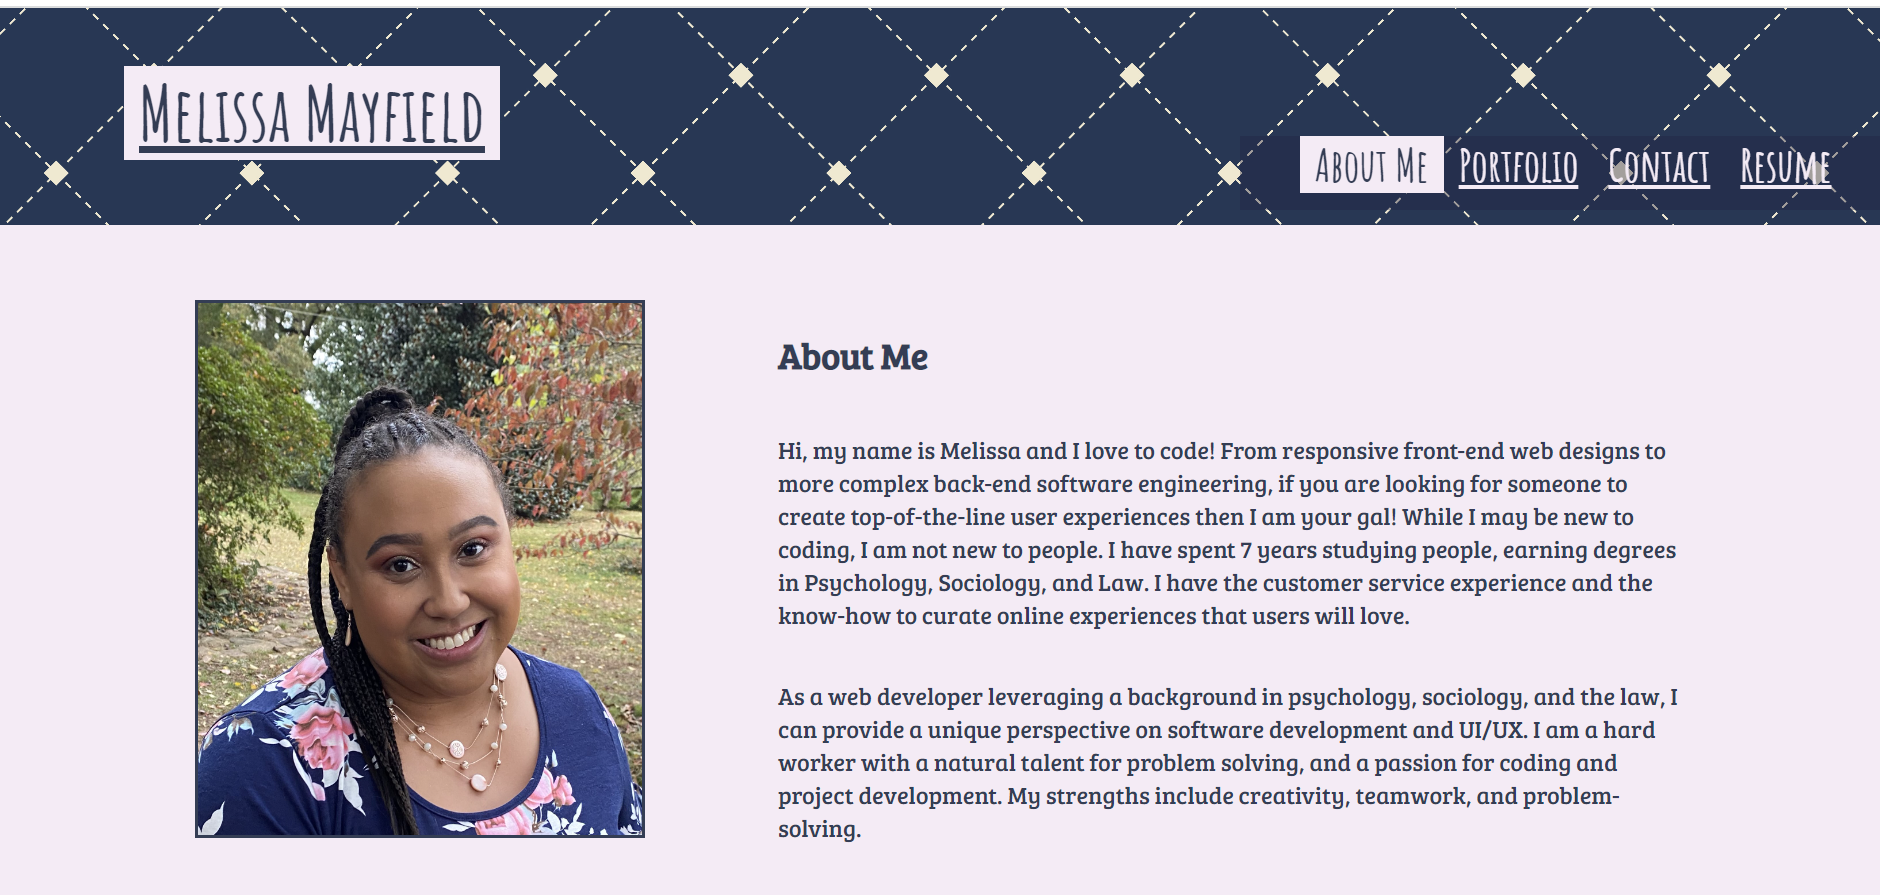 Melissa Mayfield
About Me Portfolio Contact Resume
About Me
Hi, my name is Melissa and I love to code! From responsive front-end web designs to
more complex back-end software engineering, if you are looking for someone to
create top-of-the-line user experiences then I am your gal! While I may be new to
coding, I am not new to people. I have spent 7 years studying people, earning degrees
in Psychology, Sociology, and Law. I have the customer service experience and the
know-how to curate online experiences that users will love.
As a web developer leveraging a background in psychology, sociology, and the law, I
can provide a unique perspective on software development and UI/UX. I am a hard
worker with a natural talent for problem solving, and a passion for coding and
project development. My strengths include creativity, teamwork, and problem-
solving.